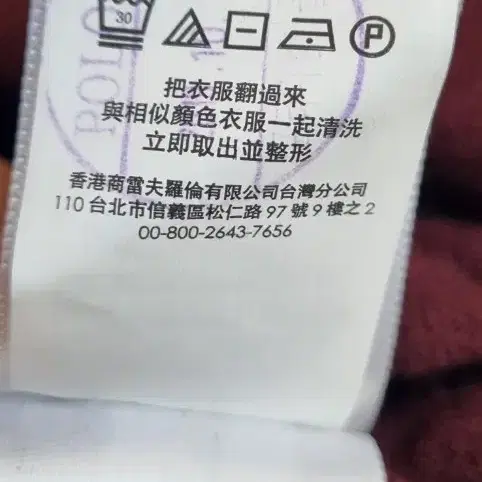 30
P
把衣服翻過來
與相似顏色衣服一起清洗
立即取出並整形
香港商雷夫羅倫有限公司台灣分公司
110 台北市信義區松仁路 97 號 9 樓之 2
00-800-2643-7656
POLO